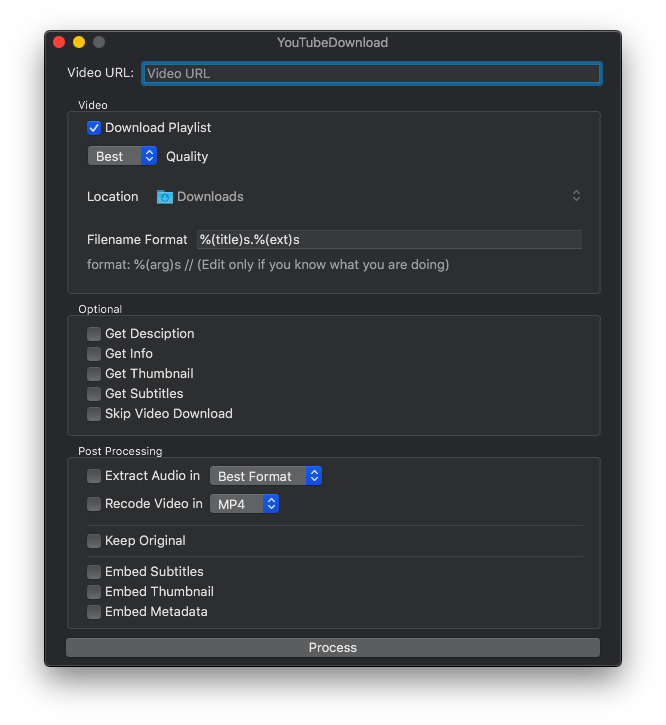 YouTubeDownload
Video URL: Video URL
Video
Download Playlist
Best Quality
Location Downloads
Filename Format %(title)s.%(ext)s
format: %(arg)s // (Edit only if you know what you are doing)
Optional
Get Desciption
Get Info
Get Thumbnail
Get Subtitles
Skip Video Download
Post Processing
Extract Audio in Best Format
Recode Video in MP4
Keep Original
Embed Subtitles
Embed Thumbnail
Embed Metadata
Process